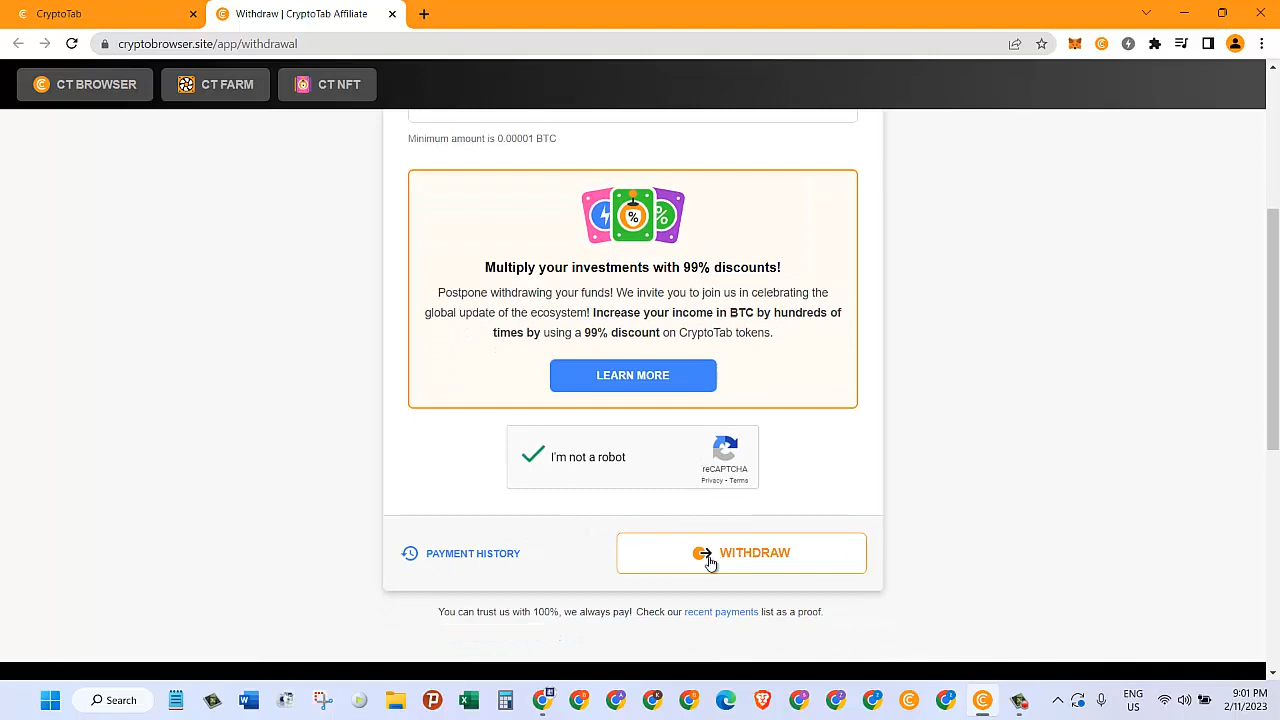 CryptoTab
Withdraw | CryptoTab Affiliate
cryptobrowser.site/app/withdrawal
CT BROWSER
CT FARM
CT NFT
Minimum amount is 0.00001 BTC
%
%
Multiply your investments with 99% discounts!
Postpone withdrawing your funds! We invite you to join us in celebrating the
global update of the ecosystem! Increase your income in BTC by hundreds of
times by using a 99% discount on CryptoTab tokens.
LEARN MORE
I'm not a robot
reCAPTCHA
Privacy - Terms
PAYMENT HISTORY
WITHDRAW
You can trust us with 100%, we always pay! Check our recent payments list as a proof.
Search
ENG
US
9:01 PM
2/11/2023